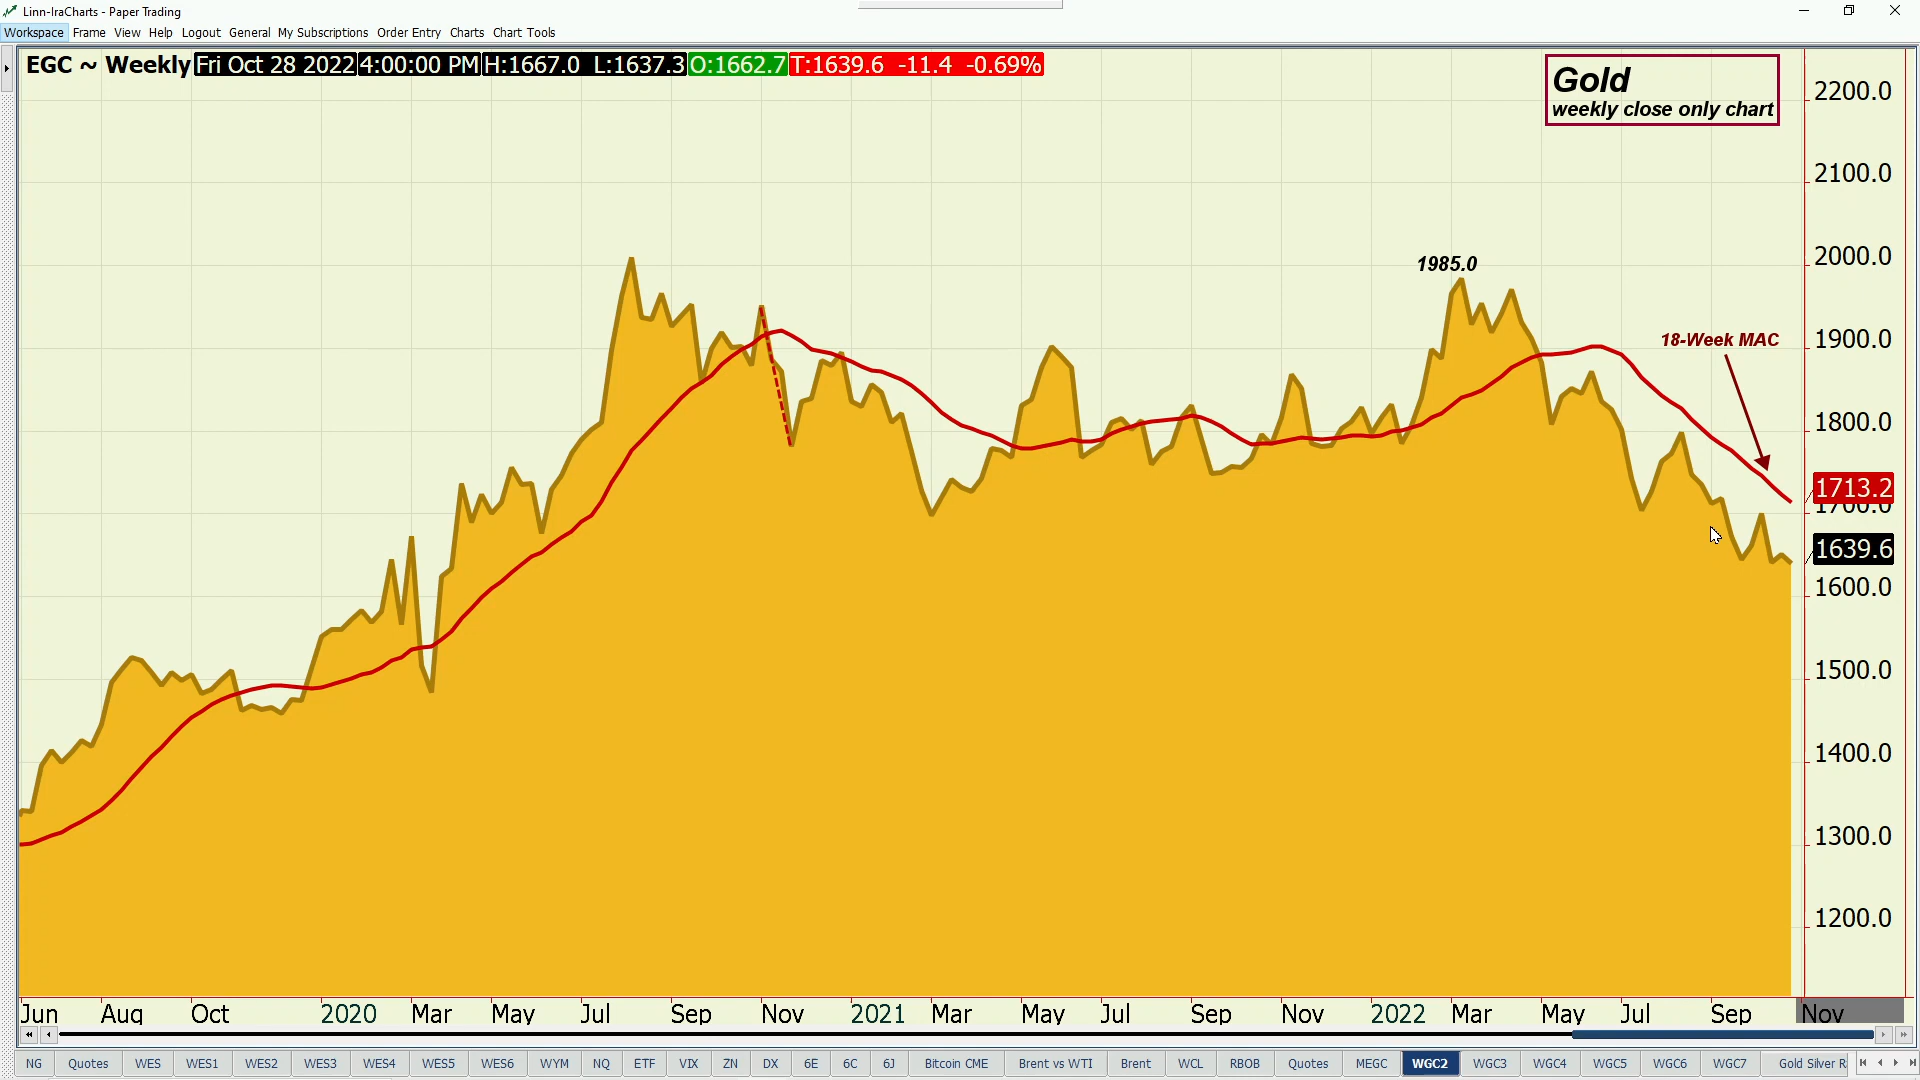 Linn-IraCharts - Paper Trading
Workspace Frame View Help Logout General My Subscriptions Order Entry Charts Chart Tools
EGC ~ Weekly Fri Oct 28 2022 4:00:00 PM H:1667.0 L:1637.3 O:1662.7 T:1639.6 -11.4 -0.69%
Gold
weekly close only chart
2200.0
2100.0
2000.0
1985.0
1900.0
18-Week MAC
1800.0
1713.2
1700.0
1639.6
1600.0
1500.0
1400.0
1300.0
1200.0
Jun Aug Oct 2020 Mar May Jul Sep Nov 2021 Mar May Jul Sep Nov 2022 Mar May Jul Sep Nov
NG Quotes WES WES1 WES2 WES3 WES4 WES5 WES6 WYM NQ ETF VIX ZN DX 6E 6C 6J Bitcoin CME Brent vs WTI Brent WCL RBOB Quotes MEGC WGC2 WGC3 WGC4 WGC5 WGC6 WGC7 Gold Silver R